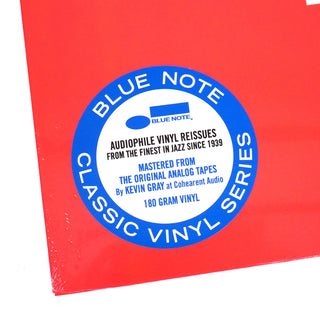 BLUE NOTE
BLUE NOTE
AUDIOPHILE VINYL REISSUES
FROM THE FINEST IN JAZZ SINCE 1939
MASTERED FROM
THE ORIGINAL ANALOG TAPES
By KEVIN GRAY at Cohearent Audio
180 GRAM VINYL
CLASSIC VINYL SERIES